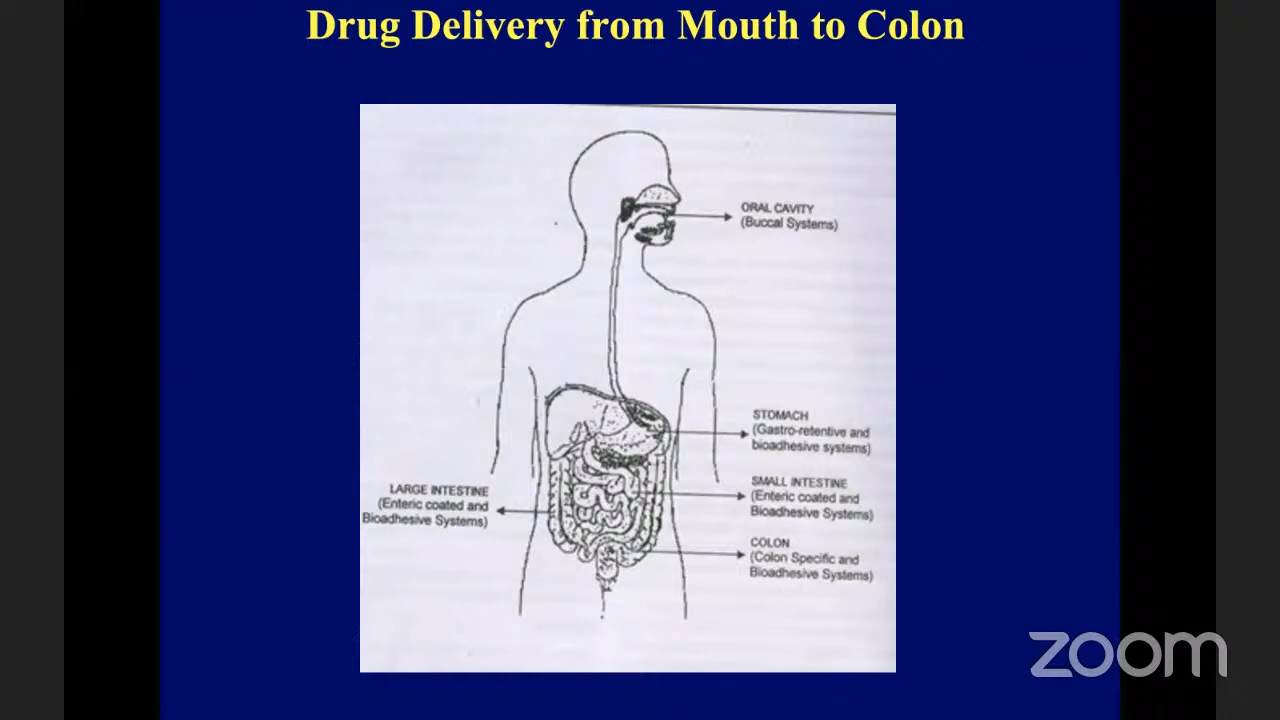 Drug Delivery from Mouth to Colon
ORAL CAVITY
(Buccal Systems)
STOMACH
(Gastro-retentive and
bioadhesive systems)
SMALL INTESTINE
(Enteric coated and
Bioadhesive Systems)
LARGE INTESTINE
(Enteric coated and
Bioadhesive Systems)
COLON
(Colon Specific and
Bioadhesive Systems)
zoom